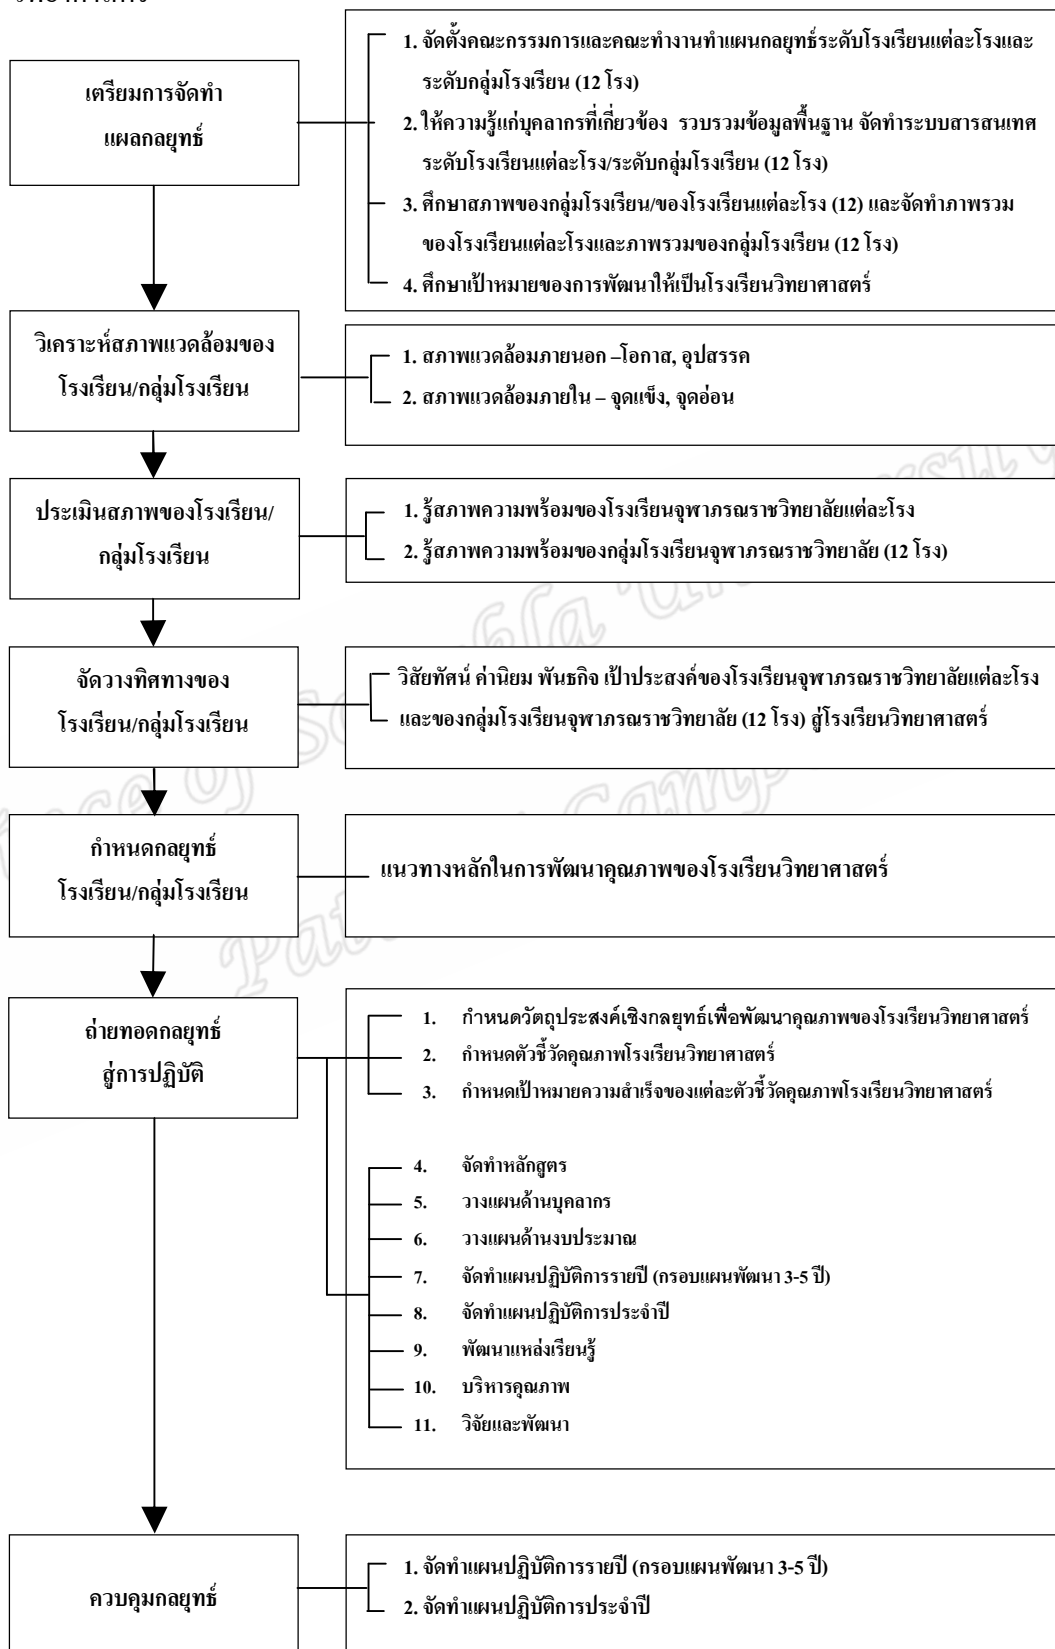 เตรียมการจัดทำ
แผลกลยุทธ์
1. จัดตั้งคณะกรรมการและคณะทำงานทำแผนกลยุทธ์ระดับโรงเรียนแต่ละโรงและ
ระดับกลุ่มโรงเรียน (12 โรง)
2. ให้ความรู้แก่บุคลากรที่เกี่ยวข้อง รวบรวมข้อมูลพื้นฐาน จัดทำระบบสารสนเทศ
ระดับโรงเรียนแต่ละโรง/ระดับกลุ่มโรงเรียน (12 โรง)
3. ศึกษาสภาพของกลุ่มโรงเรียน/ของโรงเรียนแต่ละโรง (12) และจัดทำภาพรวม
ของโรงเรียนแต่ละโรงและภาพรวมของกลุ่มโรงเรียน (12 โรง)
4. ศึกษาเป้าหมายของการพัฒนาให้เป็นโรงเรียนวิทยาศาสตร์
วิเคราะห์สภาพแวดล้อมของ
โรงเรียน/กลุ่มโรงเรียน
1. สภาพแวดล้อมภายนอก –โอกาส, อุปสรรค
2. สภาพแวดล้อมภายใน – จุดแข็ง, จุดอ่อน
ประเมินสภาพของโรงเรียน/
กลุ่มโรงเรียน
1. รู้สภาพความพร้อมของโรงเรียนจุฬาภรณราชวิทยาลัยแต่ละโรง
2. รู้สภาพความพร้อมของกลุ่มโรงเรียนจุฬาภรณราชวิทยาลัย (12 โรง)
จัดวางทิศทางของ
โรงเรียน/กลุ่มโรงเรียน
วิสัยทัศน์ ค่านิยม พันธกิจ เป้าประสงค์ของโรงเรียนจุฬาภรณราชวิทยาลัยแต่ละโรง
และของกลุ่มโรงเรียนจุฬาภรณราชวิทยาลัย (12 โรง) สู่โรงเรียนวิทยาศาสตร์
กำหนดกลยุทธ์
โรงเรียน/กลุ่มโรงเรียน
แนวทางหลักในการพัฒนาคุณภาพของโรงเรียนวิทยาศาสตร์
ถ่ายทอดกลยุทธ์
สู่การปฏิบัติ
1. กำหนดวัตถุประสงค์เชิงกลยุทธ์เพื่อพัฒนาคุณภาพของโรงเรียนวิทยาศาสตร์
2. กำหนดตัวชี้วัดคุณภาพโรงเรียนวิทยาศาสตร์
3. กำหนดเป้าหมายความสำเร็จของแต่ละตัวชี้วัดคุณภาพโรงเรียนวิทยาศาสตร์
4. จัดทำหลักสูตร
5. วางแผนด้านบุคลากร
6. วางแผนด้านงบประมาณ
7. จัดทำแผนปฏิบัติการรายปี (กรอบแผนพัฒนา 3-5 ปี)
8. จัดทำแผนปฏิบัติการประจำปี
9. พัฒนาแหล่งเรียนรู้
10. บริหารคุณภาพ
11. วิจัยและพัฒนา
ควบคุมกลยุทธ์
1. จัดทำแผนปฏิบัติการรายปี (กรอบแผนพัฒนา 3-5 ปี)
2. จัดทำแผนปฏิบัติการประจำปี